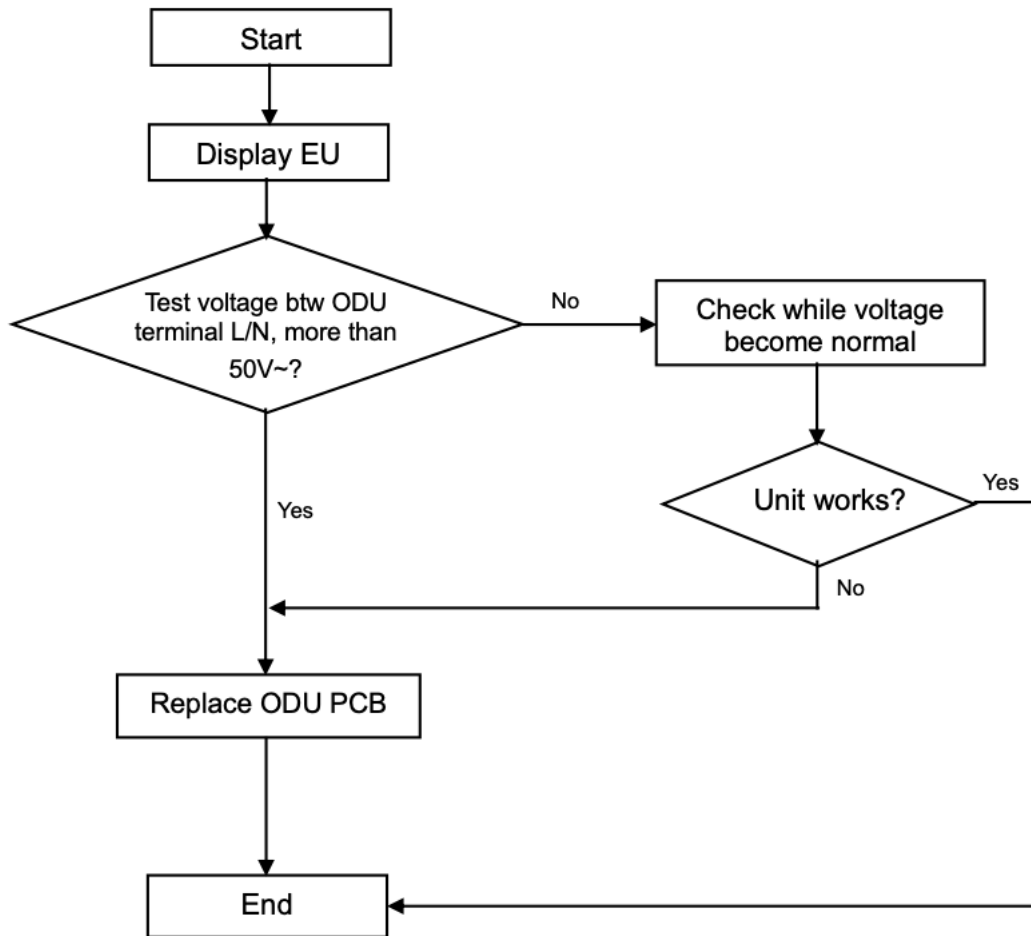 Start
Display EU
Test voltage btw ODU
terminal L/N, more than
50V~?
No
Check while voltage
become normal
Unit works?
Yes
Yes
No
Replace ODU PCB
End